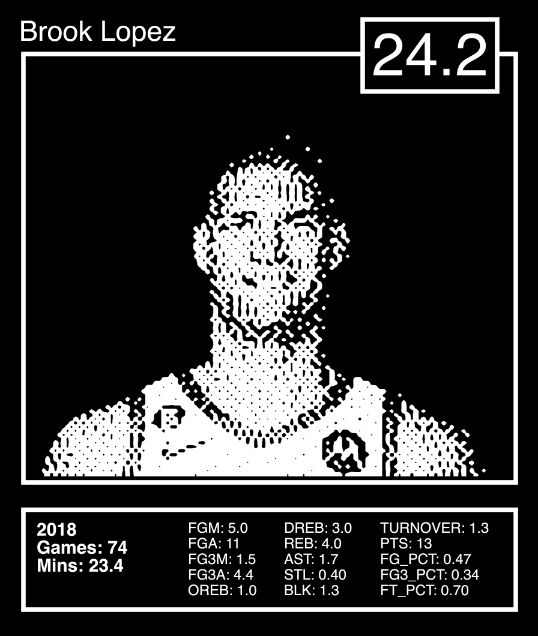 Brook Lopez
24.2
2018
Games: 74
Mins: 23.4
FGM: 5.0
FGA: 11
FG3M: 1.5
FG3A: 4.4
OREB: 1.0
DREB: 3.0
REB: 4.0
AST: 1.7
STL: 0.40
BLK: 1.3
TURNOVER: 1.3
PTS: 13
FG_PCT: 0.47
FG3_PCT: 0.34
FT_PCT: 0.70